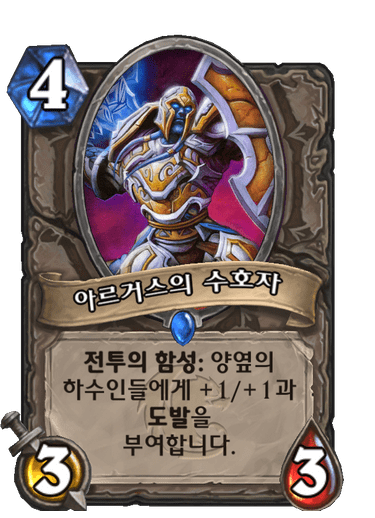 4
아르거스의 수호자
전투의 함성: 양옆의
하수인들에게 +1/+1과
도발을
부여합니다.
3
3